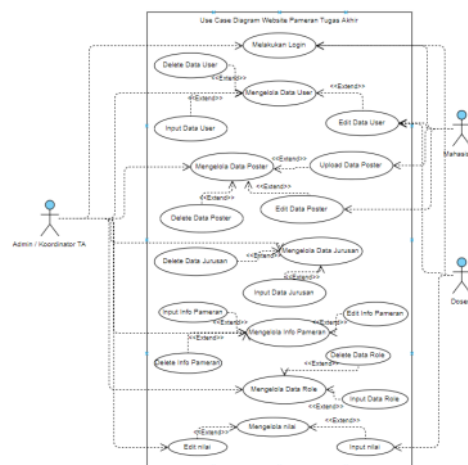 Use Case Diagram Website Pameran Tugas Akhir
Melakukan Login
Delete Data User
<<Extend>>
Mengelola Data User
<<Extend>>
<<Extend>>
Input Data User
Edit Data User
Mahasis
Mengelola Data Poster
<<Extend>>
Upload Data Poster
<<Extend>>
<<Extend>>
Delete Data Poster
Edit Data Poster
Admin / Koordinator TA
Delete Data Jurusan
<<Extend>>
Mengelola Data Jurusan
<<Extend>>
Input Data Jurusan
Dose
Input Info Pameran
<<Extend>>
Edit Info Pameran
<<Extend>>
Mengelola Info Pameran
<<Extend>>
Delete Info Pameran
Delete Data Role
<<Extend>>
Mengelola Data Role
<<Extend>>
Input Data Role
Mengelola nilai
<<Extend>>
<<Extend>>
Edit nilai
Input nilai